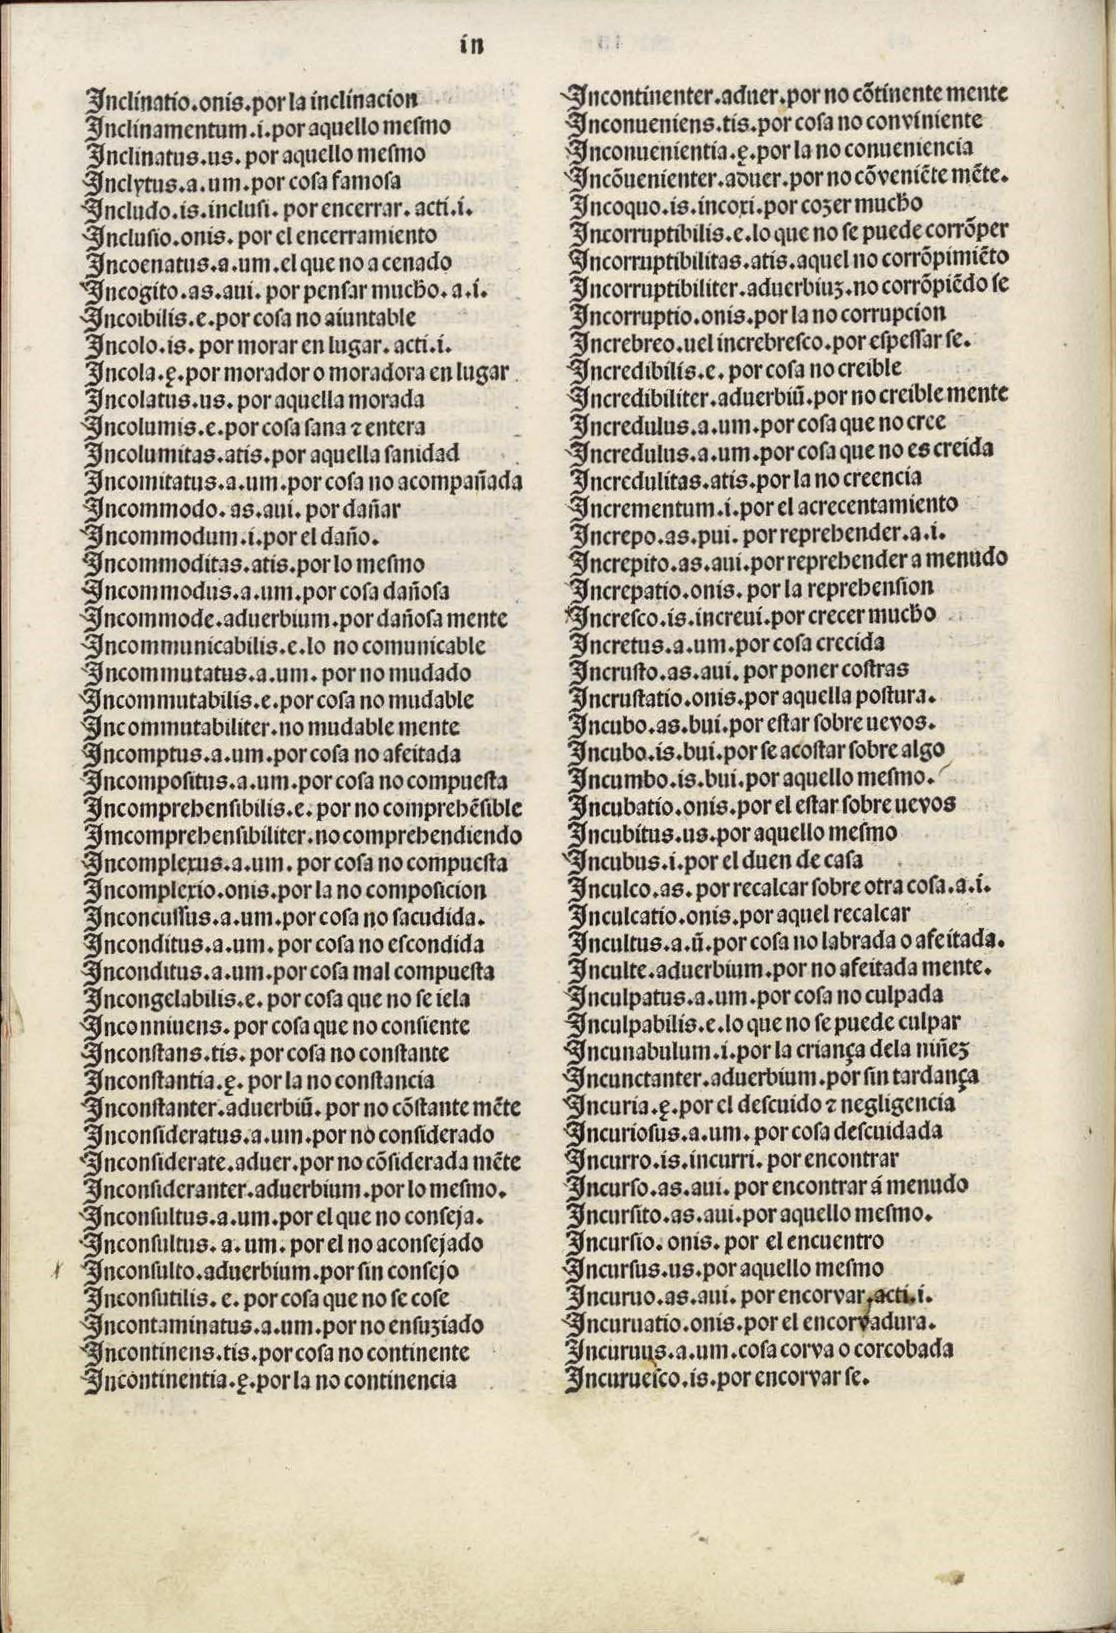 in
Inclinatio.onis.por la inclinacion
Inclinamentum.i.por aquello meſmo
Inclinatus.us.por aquello meſmo
Inclytus.a.um.por coſa famoſa
Includo.is.incluſi.por encerrar.acti.i.
Incluſio.onis.por el encerramiento
Incoenatus.a.um.el que no a cenado
Incogito.as.aui.por penſar mucho.a.i.
Incoibilis.e.por coſa no aiuntable
Incolo.is.por morar en lugar.acti.i.
Incola.ę.por morador o moradora en lugar
Incolatus.us.por aquella morada
Incolumis.e.por coſa sana ⁊ entera
Incolumitas.atis.por aquella ſanidad
Incomitatus.a.um.por coſa no acompañada
Incommodo.as.aui.por dañar
Incommodum.i.por el daño.
Incommoditas.atis.por lo meſmo
Incommodus.a.um.por coſa dañoſa
Incommode.aduerbium.por dañoſa mente
Incommunicabilis.e.lo no comunicable
Incommutatus.a.um.por no mudado
Incommutabilis.e.por coſa no mudable
Incommutabiliter.no mudable mente
Incomptus.a.um.por coſa no afeitada
Incompoſitus.a.um.por coſa no compueſta
Incomprehenſibilis.e.por no comprehẽſible
Imcomprehenſibiliter.no comprehendiendo
Incomplexus.a.um.por coſa no compueſta
Incomplexio.onis.por la no compoſicion
Inconcuſſus.a.um.por coſa no ſacudida.
Inconditus.a.um.por coſa no eſcondida
Inconditus.a.um.por coſa mal compueſta
Incongelabilis.e.por coſa que no ſe iela
Inconniuens.por coſa que no conſiente
Inconſtans.tis.por coſa no conſtante
Inconſtantia.ę.por la no conſtancia
Inconſtanter.aduerbiũ.por no cõſtante mẽte
Inconſideratus.a.um.por no conſiderado
Inconſiderate.aduer.por no cõſiderada mẽte
Inconſideranter.aduerbium.por lo meſmo.
Inconſultus.a.um.por el que no conſeja.
Inconſultus.a.um.por el no aconſejado
Inconſulto.aduerbium.por ſin conſejo
Inconſutilis.e.por coſa que no ſe coſe
Incontaminatus.a.um.por no enſuziado
Incontinens.tis.por coſa no continente
Incontinentia.ę.por la no continencia
Incontinenter.aduer.por no cõtinente mente
Inconueniens.tis.por coſa no conviniente
Inconuenientia.ę.por la no conueniencia
Incõuenienter.aduer.por no cõveniẽte mẽte.
Incoquo.is.incoxi.por cozer mucho
Incorruptibilis.e.lo que no ſe puede corrõper
Incorruptibilitas.atis.aquel no corrõpimiẽto
Incorruptibiliter.aduerbiuz.no corrõpiẽdo ſe
Incorruptio.onis.por la no corrupcion
Increbreo.uel increbreſco.por eſpeſſar ſe.
Incredibilis.e.por coſa no creible
Incredibiliter.aduerbiũ.por no creible mente
Incredulus.a.um.por coſa que no cree
Incredulus.a.um.por coſa que no es creida
Incredulitas.atis.por la no creencia
Incrementum.i.por el acrecentamiento
Increpo.as.pui.por reprehender.a.i.
Increpito.as.aui.por reprehender a menudo
Increpatio.onis.por la reprehenſion
Increſco.is.increui.por crecer mucho
Incretus.a.um.por coſa crecida
Incruſto.as.aui.por poner coſtras
Incruſtatio.onis.por aquella poſtura.
Incubo.as.bui.por eſtar ſobre uevos.
Incubo.is.bui.por ſe acoſtar ſobre algo
Incumbo.is.bui.por aquello meſmo.
Incubatio.onis.por el eſtar ſobre uevos
Incubitus.us.por aquello meſmo
Incubus.i.por el duen de caſa
Inculco.as.por recalcar ſobre otra coſa.a.i.
Inculcatio.onis.por aquel recalcar
Incultus.a.ũ.por coſa no labrada o afeitada.
Inculte.aduerbium.por no afeitada mente.
Inculpatus.a.um.por coſa no culpada
Inculpabilis.e.lo que no ſe puede culpar
Incunabulum.i.por la criança dela niñez
Incunctanter.aduerbium.por ſin tardança
Incuria.ę.por el deſcuido ⁊ negligencia
Incurioſus.a.um.por coſa deſcuidada
Incurro.is.incurri.por encontrar
Incurſo.as.aui.por encontrar á menudo
Incurſito.as.aui.por aquello meſmo.
Incurſio.onis.por el encuentro
Incurſus.us.por aquello meſmo
Incuruo.as.aui.por encorvar.acti.i.
Incuruatio.onis.por el encorvadura.
Incuruus.a.um.coſa corva o corcobada
Incurueſco.is.por encorvar ſe.